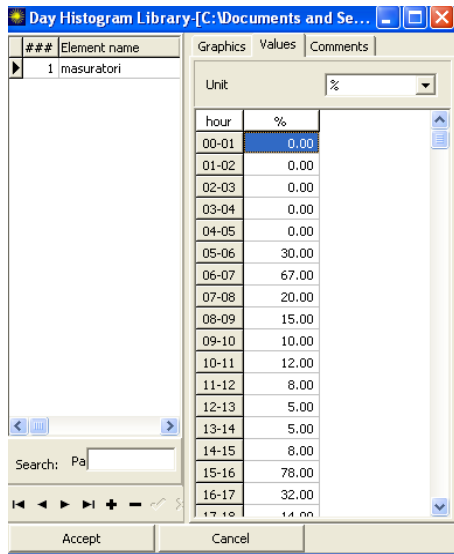 Day Histogram Library-[C:\Documents and Se...
### Element name
1 masuratori
Search: Pa
Accept
Cancel
Graphics Values Comments
Unit %
hour %
00-01 0.00
01-02 0.00
02-03 0.00
03-04 0.00
04-05 0.00
05-06 30.00
06-07 67.00
07-08 20.00
08-09 15.00
09-10 10.00
10-11 12.00
11-12 8.00
12-13 5.00
13-14 5.00
14-15 8.00
15-16 78.00
16-17 32.00
17-18 14.00